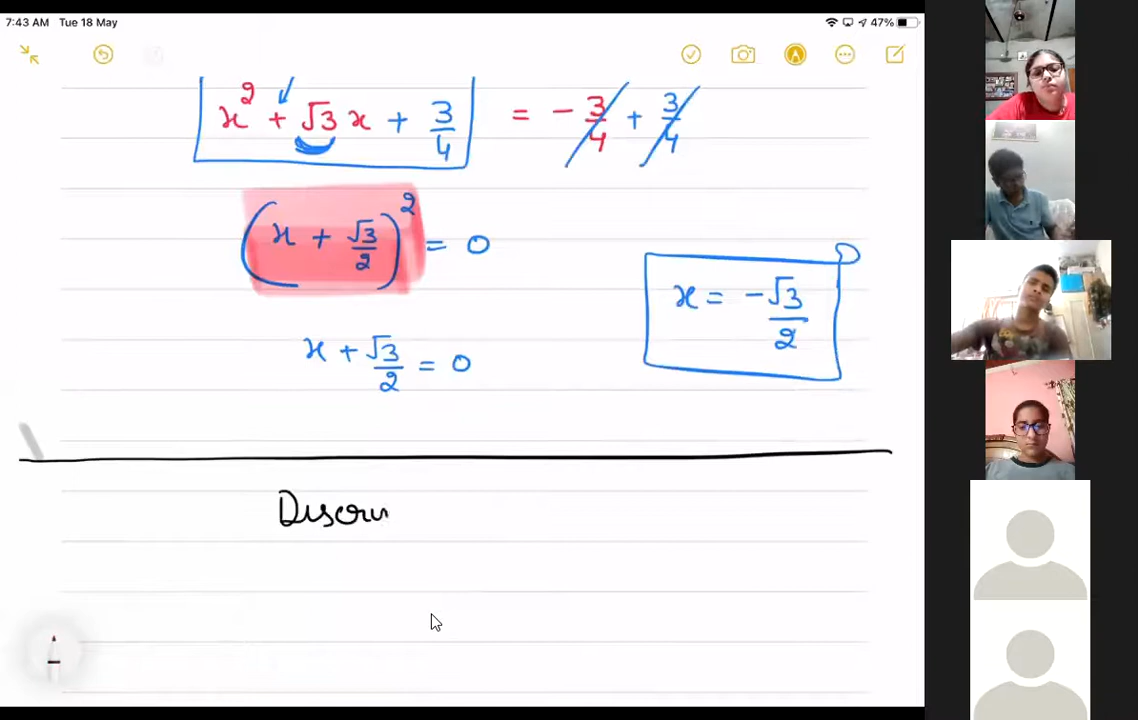 7:43 AM Tue 18 May 47%
x² + √3 x + 3/4 = - 3/4 + 3/4
(x + √3/2)² = 0
x = -√3/2
x + √3/2 = 0
Discri